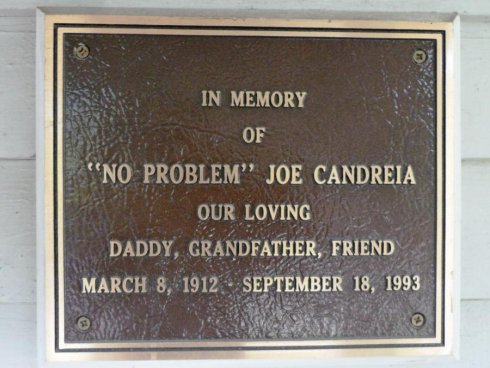 IN MEMORY
OF
"NO PROBLEM" JOE CANDREIA
OUR LOVING
DADDY, GRANDFATHER, FRIEND
MARCH 8, 1912 - SEPTEMBER 18, 1993